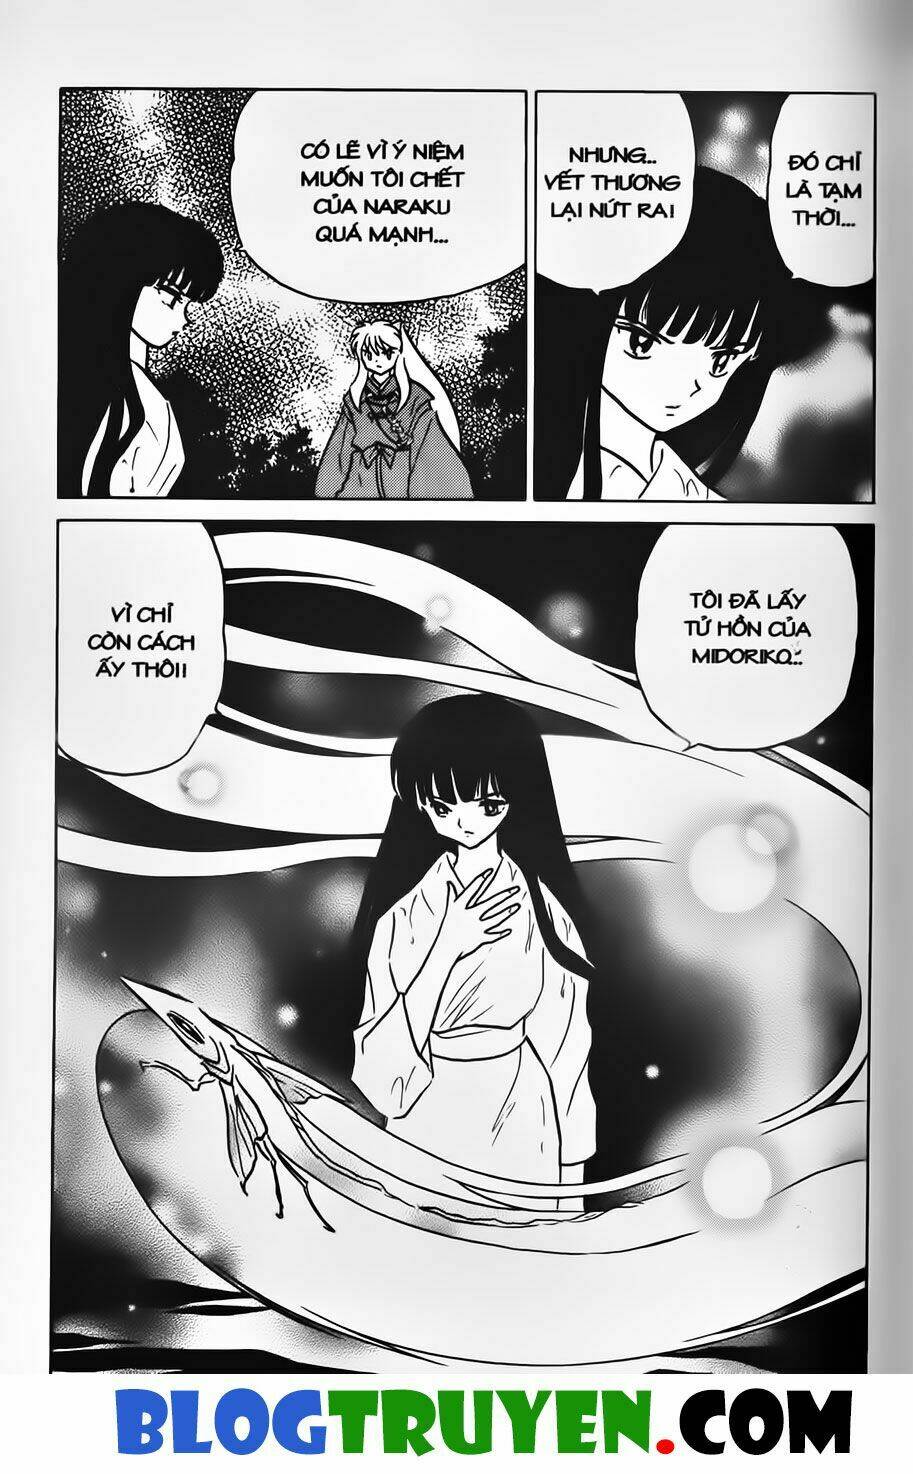 ĐÓ CHỈ
LÀ TẠM
THỜI...
NHƯNG...
VẾT THƯƠNG
LẠI NỨT RA!
CÓ LẼ VÌ Ý NIỆM
MUỐN TÔI CHẾT
CỦA NARAKU
QUÁ MẠNH...
TÔI ĐÃ LẤY
TỬ HỒN CỦA
MIDORIKO...
VÌ CHỈ
CÒN CÁCH
ẤY THÔI!
BLOGTRUYEN.COM